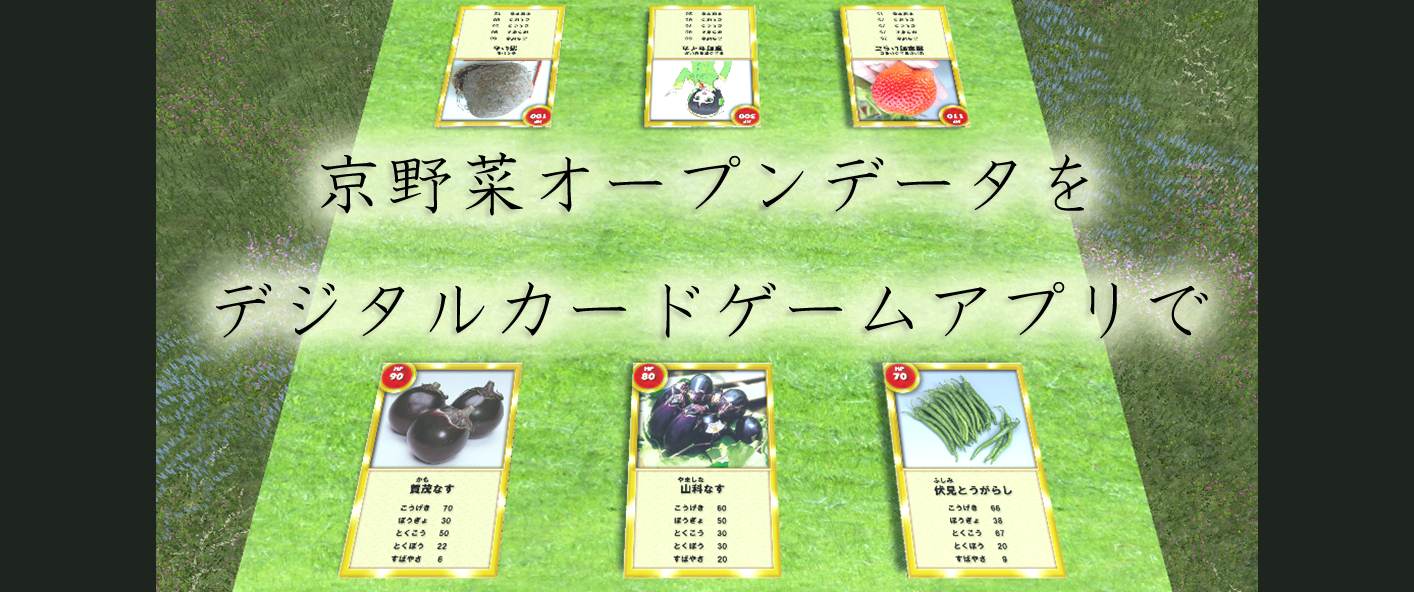 HP
100
HP
300
HP
110
京野菜オープンデータを
デジタルカードゲームアプリで
HP
90
かも
賀茂なす
こうげき 70
ぼうぎょ 30
とくこう 50
とくぼう 22
すばやさ 6
HP
80
やましな
山科なす
こうげき 60
ぼうぎょ 50
とくこう 30
とくぼう 30
すばやさ 20
HP
70
ふしみ
伏見とうがらし
こうげき 66
ぼうぎょ 38
とくこう 67
とくぼう 20
すばやさ 9